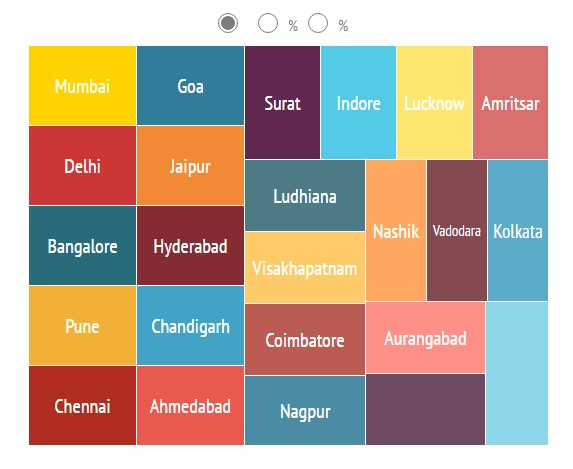 % %
Mumbai
Goa
Surat
Indore
Lucknow
Amritsar
Delhi
Jaipur
Ludhiana
Nashik
Vadodara
Kolkata
Bangalore
Hyderabad
Visakhapatnam
Pune
Chandigarh
Coimbatore
Aurangabad
Chennai
Ahmedabad
Nagpur